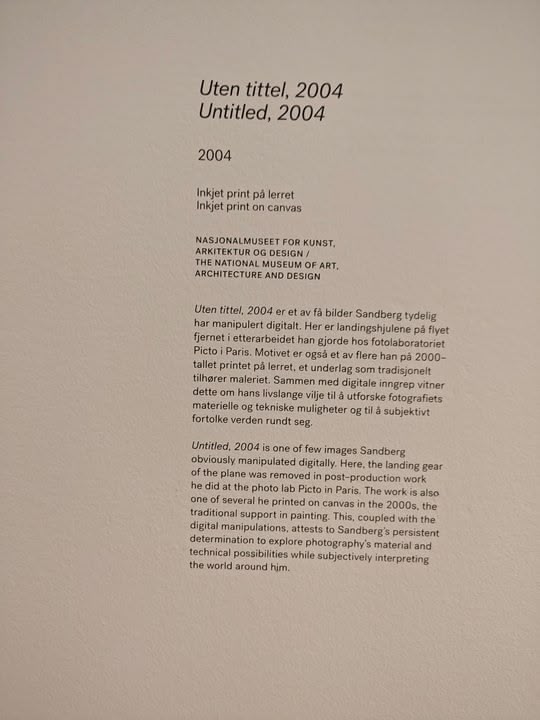 Uten tittel, 2004
Untitled, 2004
2004
Inkjet print på lerret
Inkjet print on canvas
NASJONALMUSEET FOR KUNST,
ARKITEKTUR OG DESIGN /
THE NATIONAL MUSEUM OF ART,
ARCHITECTURE AND DESIGN
Uten tittel, 2004 er et av få bilder Sandberg tydelig
har manipulert digitalt. Her er landingshjulene på flyet
fjernet i etterarbeidet han gjorde hos fotolaboratoriet
Picto i Paris. Motivet er også et av flere han på 2000-
tallet printet på lerret, et underlag som tradisjonelt
tilhører maleriet. Sammen med digitale inngrep vitner
dette om hans livslange vilje til å utforske fotografiets
materielle og tekniske muligheter og til å subjektivt
fortolke verden rundt seg.
Untitled, 2004 is one of few images Sandberg
obviously manipulated digitally. Here, the landing gear
of the plane was removed in post-production work
he did at the photo lab Picto in Paris. The work is also
one of several he printed on canvas in the 2000s, the
traditional support in painting. This, coupled with the
digital manipulations, attests to Sandberg's persistent
determination to explore photography's material and
technical possibilities while subjectively interpreting
the world around him.